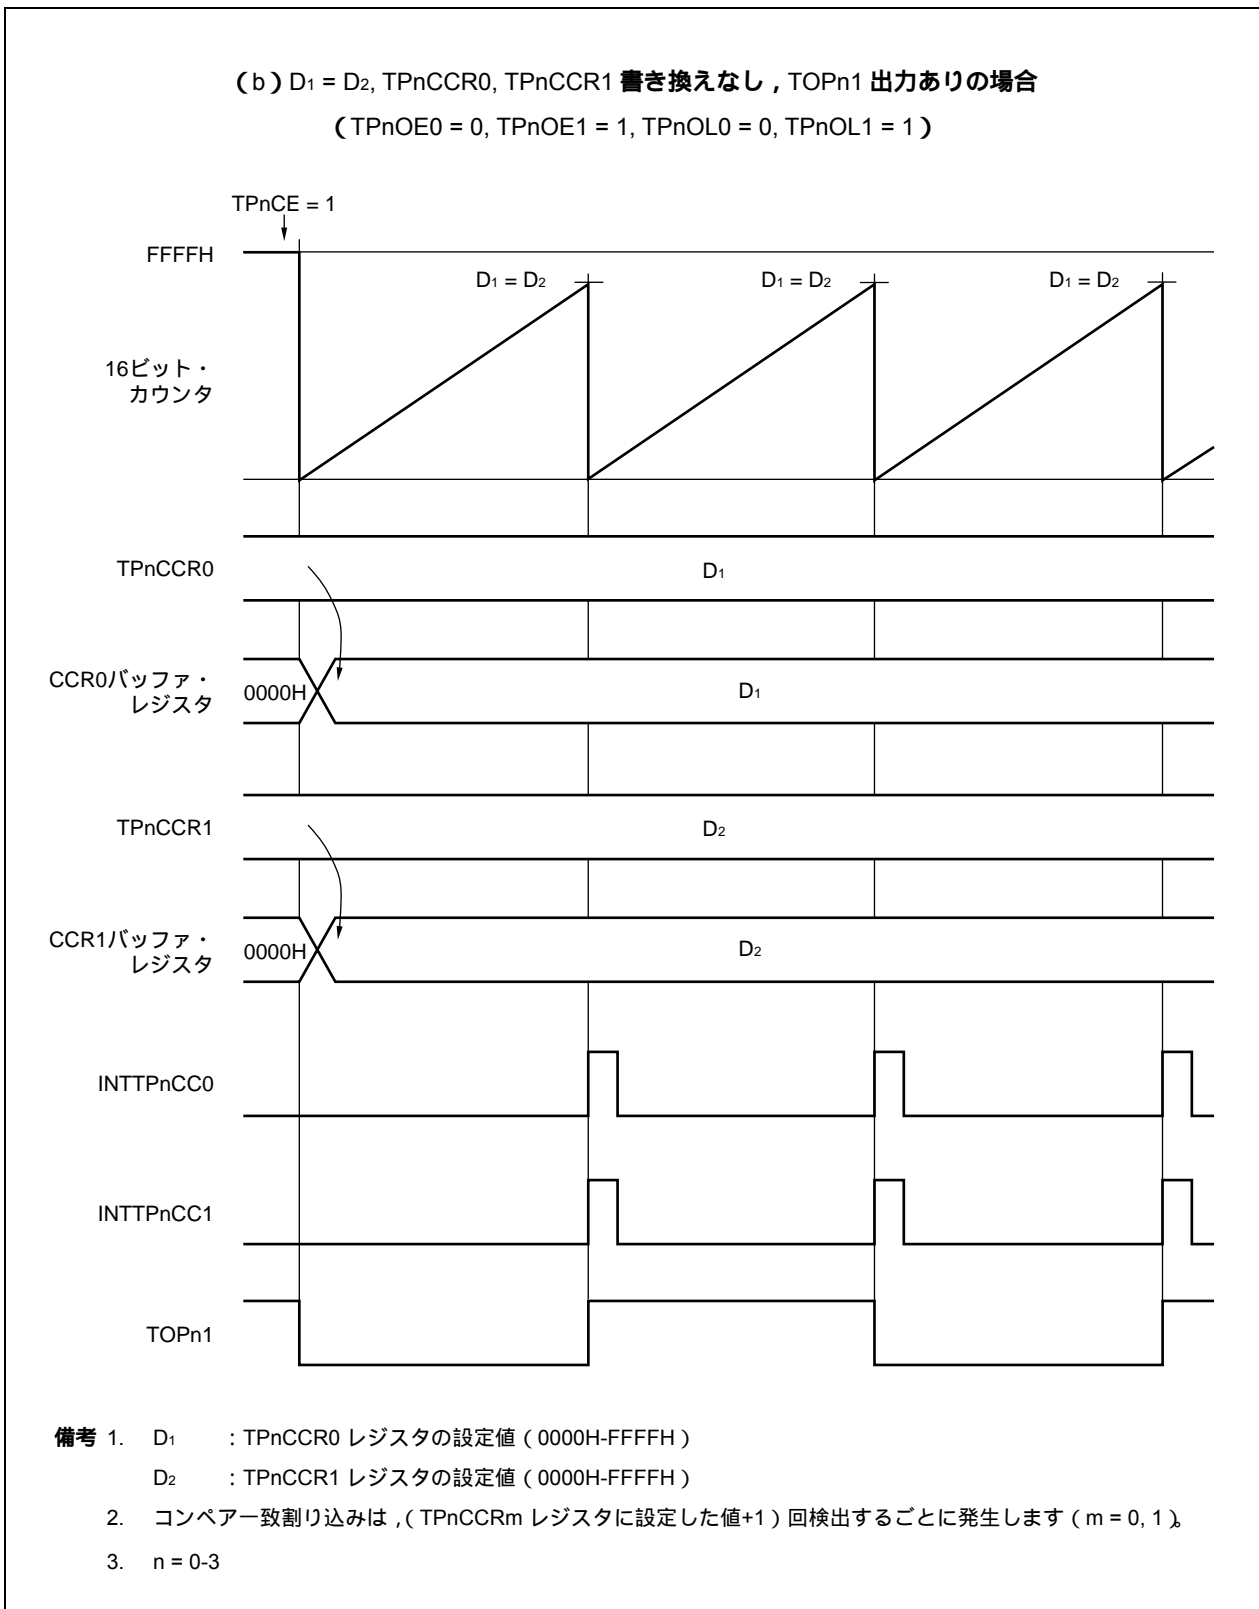 （b）D1 = D2, TPnCCR0, TPnCCR1 書き換えなし，TOPn1 出力ありの場合
（TPnOE0 = 0, TPnOE1 = 1, TPnOL0 = 0, TPnOL1 = 1）
TPnCE = 1
FFFFH
D1 = D2
D1 = D2
D1 = D2
16ビット・
カウンタ
TPnCCR0
D1
CCR0バッファ・
レジスタ
0000H
D1
TPnCCR1
D2
CCR1バッファ・
レジスタ
0000H
D2
INTTPnCC0
INTTPnCC1
TOPn1
備考 1. D1 ：TPnCCR0 レジスタの設定値（0000H-FFFFH）
D2 ：TPnCCR1 レジスタの設定値（0000H-FFFFH）
2. コンペア一致割り込みは，（TPnCCRm レジスタに設定した値+1）回検出するごとに発生します（m = 0, 1）。
3. n = 0-3